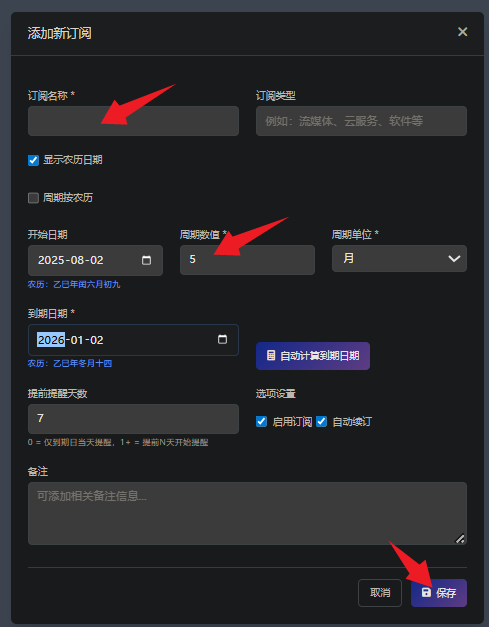 添加新订阅 ×
订阅名称 * 订阅类型
例如：流媒体、云服务、软件等
显示农历日期
周期按农历
开始日期 周期数值 * 周期单位 *
2025-08-02 5 月
农历：乙巳年闰六月初九
到期日期 *
2026-01-02 自动计算到期日期
农历：乙巳年冬月十四
提前提醒天数 选项设置
7 启用订阅 自动续订
0 = 仅到期日当天提醒，1+ = 提前N天开始提醒
备注
可添加相关备注信息...
取消 保存